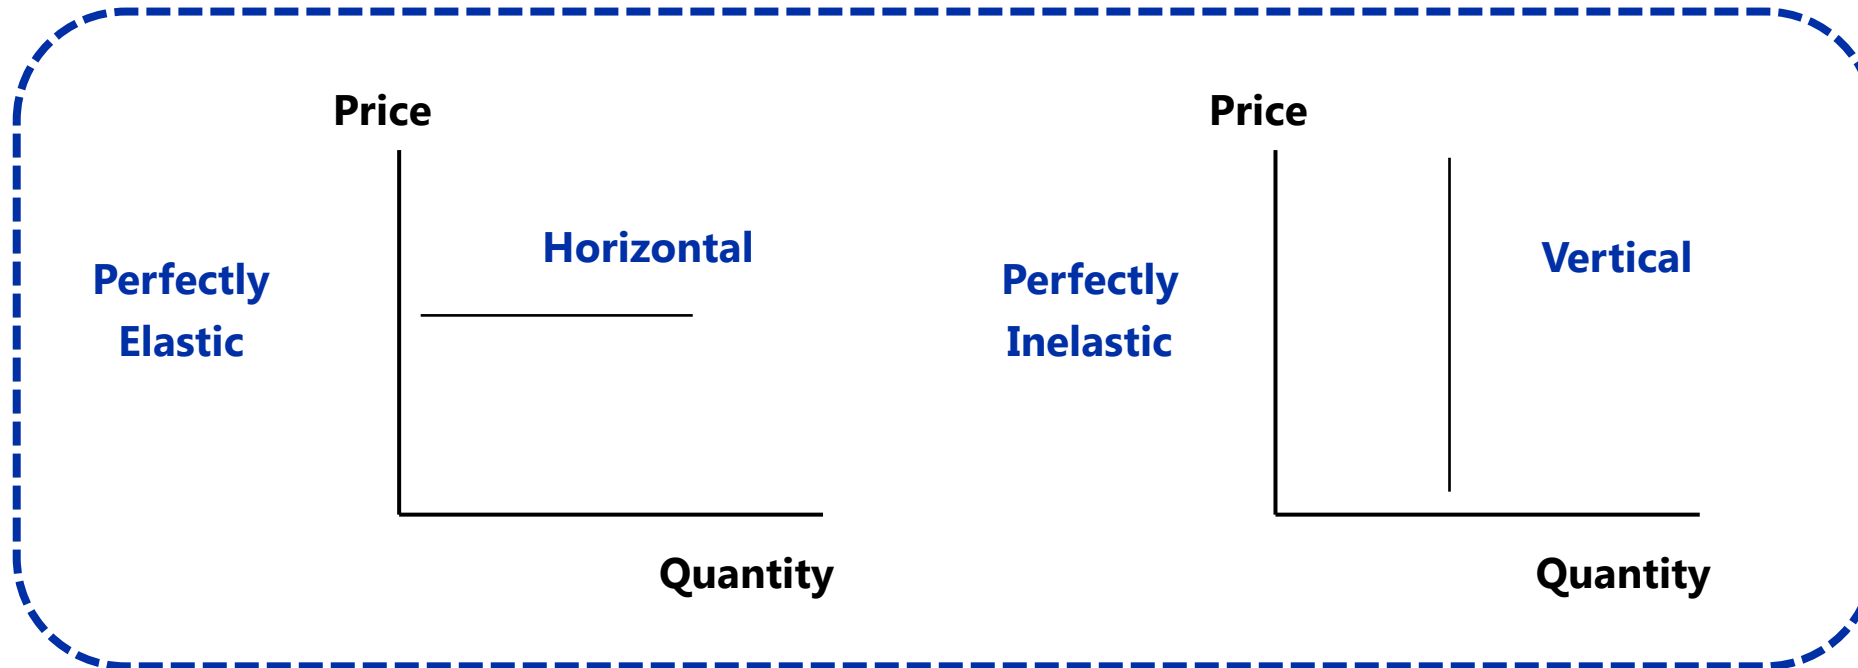 Price
Horizontal
Perfectly
Elastic
Quantity
Price
Vertical
Perfectly
Inelastic
Quantity